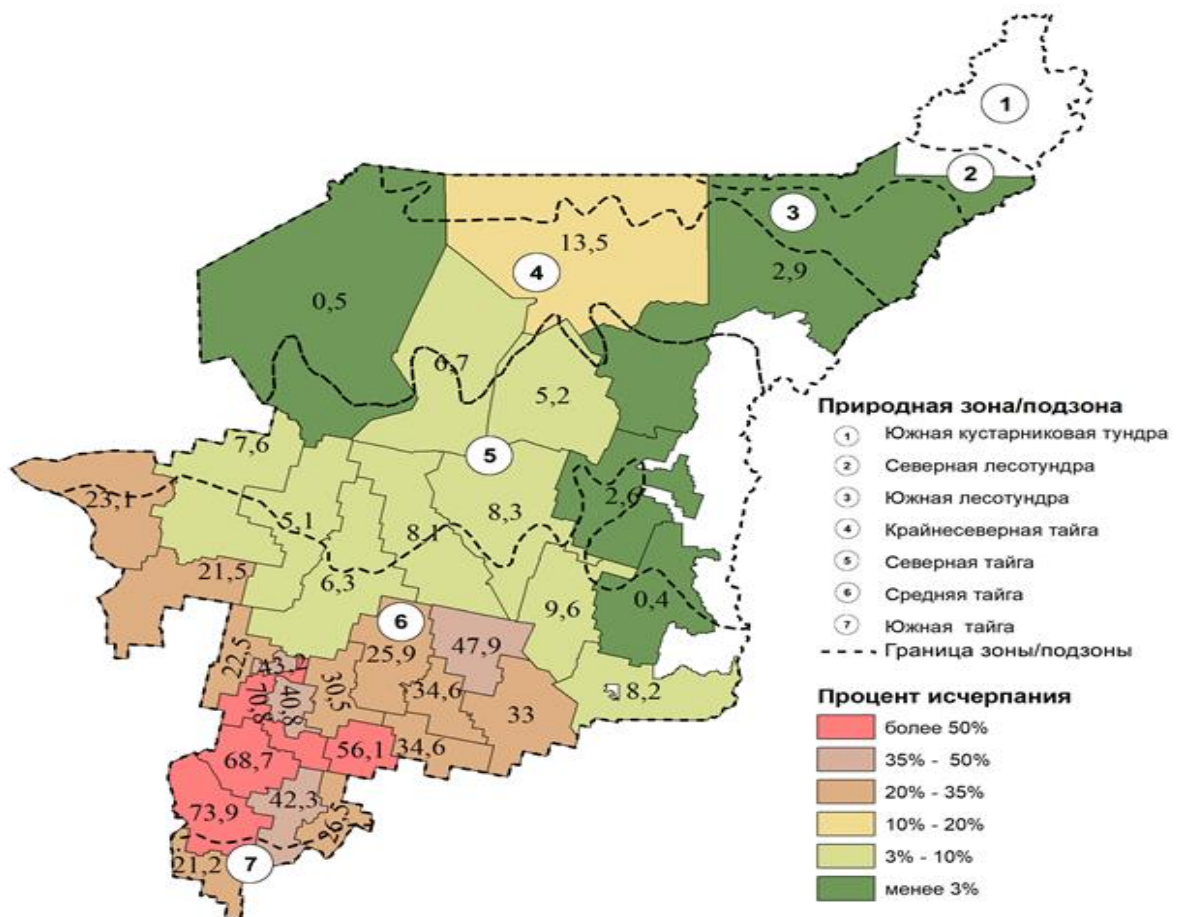 1
2
3
13,5
4
2,9
0,5
6,7
5,2
7,6
5
23,1
2,6
8,3
5,1
8,1
21,5
6,3
9,6
0,4
6
47,9
25,9
22,5
43,2
70,8
40,8
30,5
34,6
33
8,2
56,1
34,6
68,7
42,3
73,9
26,5
21,2
7
Природная зона/подзона
1 Южная кустарниковая тундра
2 Северная лесотундра
3 Южная лесотундра
4 Крайнесеверная тайга
5 Северная тайга
6 Средняя тайга
7 Южная тайга
Граница зоны/подзоны
Процент исчерпания
более 50%
35% - 50%
20% - 35%
10% - 20%
3% - 10%
менее 3%